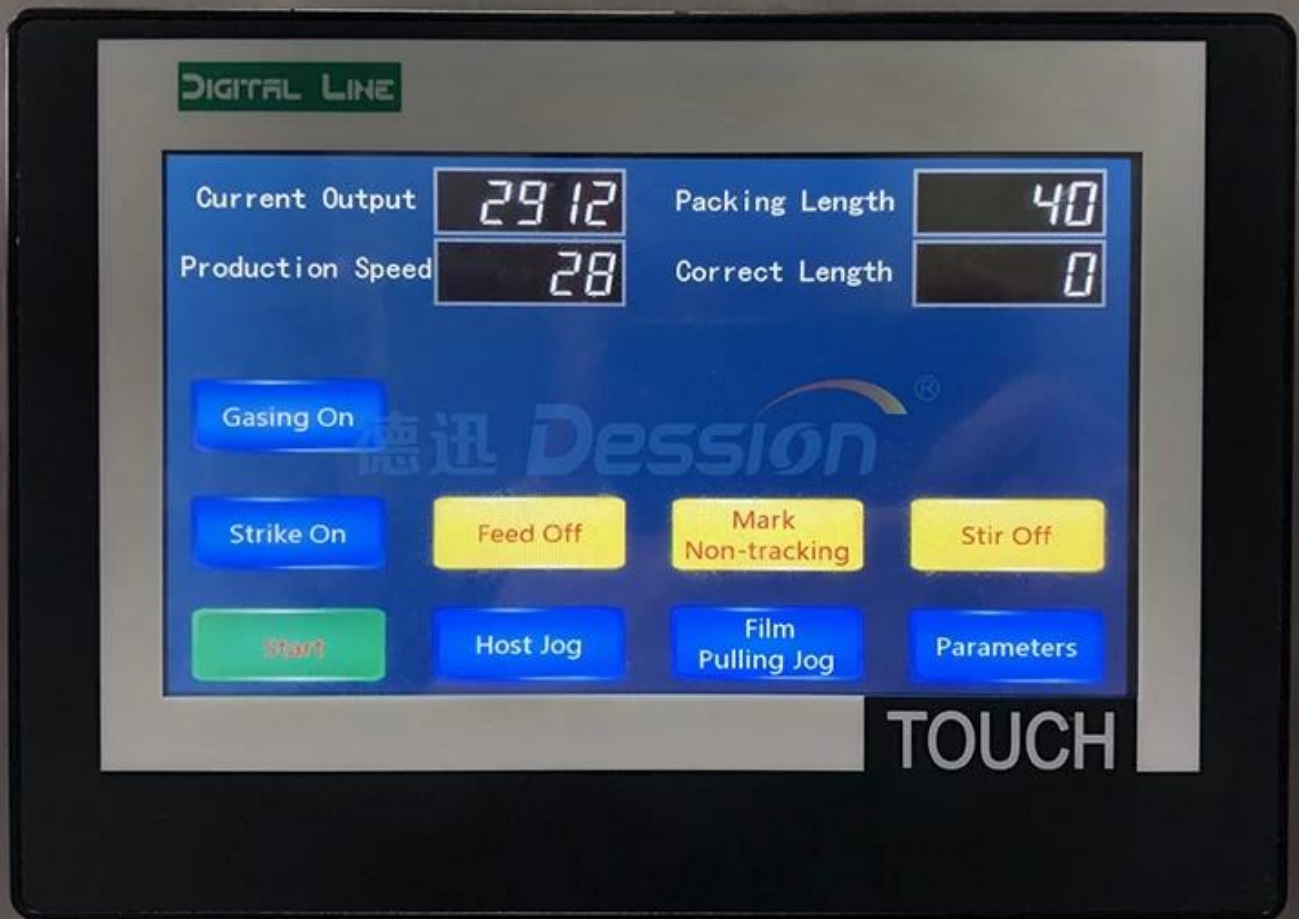 DIGITAL LINE
Current Output 2912 Packing Length 40
Production Speed 28 Correct Length 0
Gasing On
德迅 Dession ®
Strike On
Feed Off
Mark
Non-tracking
Stir Off
Start
Host Jog
Film
Pulling Jog
Parameters
TOUCH